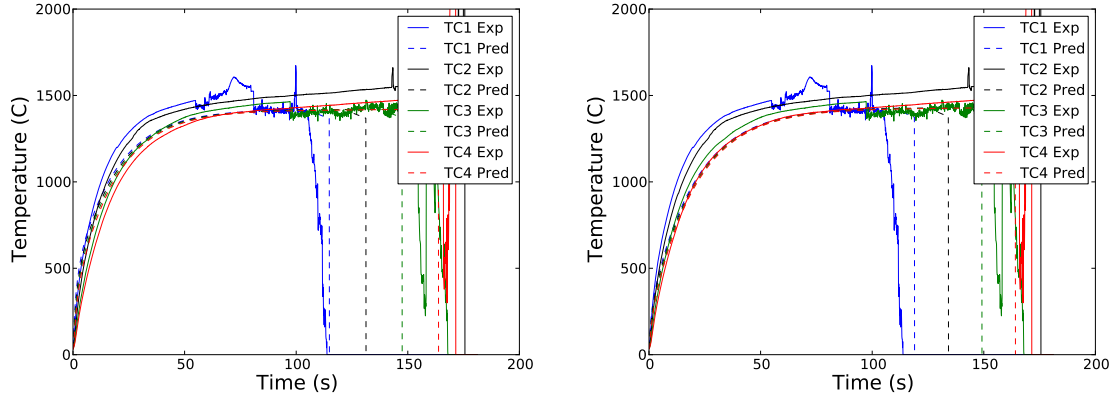 2000
1500
1000
500
0
Temperature (C)
0
50
100
150
200
Time (s)
TC1 Exp
TC1 Pred
TC2 Exp
TC2 Pred
TC3 Exp
TC3 Pred
TC4 Exp
TC4 Pred
2000
1500
1000
500
0
Temperature (C)
0
50
100
150
200
Time (s)
TC1 Exp
TC1 Pred
TC2 Exp
TC2 Pred
TC3 Exp
TC3 Pred
TC4 Exp
TC4 Pred